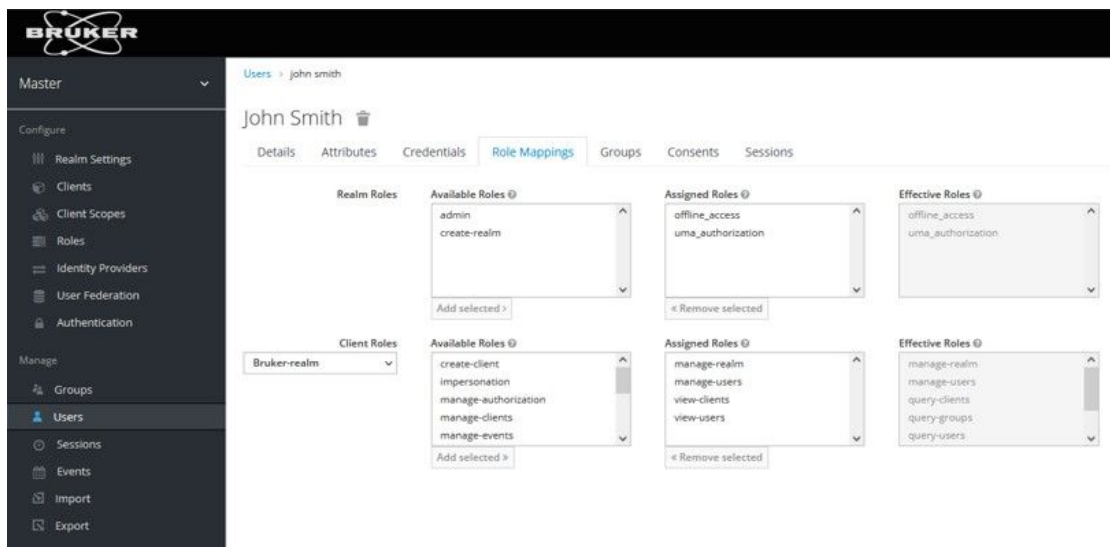 BRUKER
Master
Users > john smith
John Smith
Configure
Realm Settings
Clients
Client Scopes
Roles
Identity Providers
User Federation
Authentication
Manage
Groups
Users
Sessions
Events
Import
Export
Details Attributes Credentials Role Mappings Groups Consents Sessions
Realm Roles
Available Roles
admin
create-realm
Add selected >
Assigned Roles
offline_access
uma_authorization
« Remove selected
Effective Roles
offline_access
uma_authorization
Client Roles
Bruker-realm
Available Roles
create-client
impersonation
manage-authorization
manage-clients
manage-events
Add selected »
Assigned Roles
manage-realm
manage-users
view-clients
view-users
« Remove selected
Effective Roles
manage-realm
manage-users
query-clients
query-groups
query-users